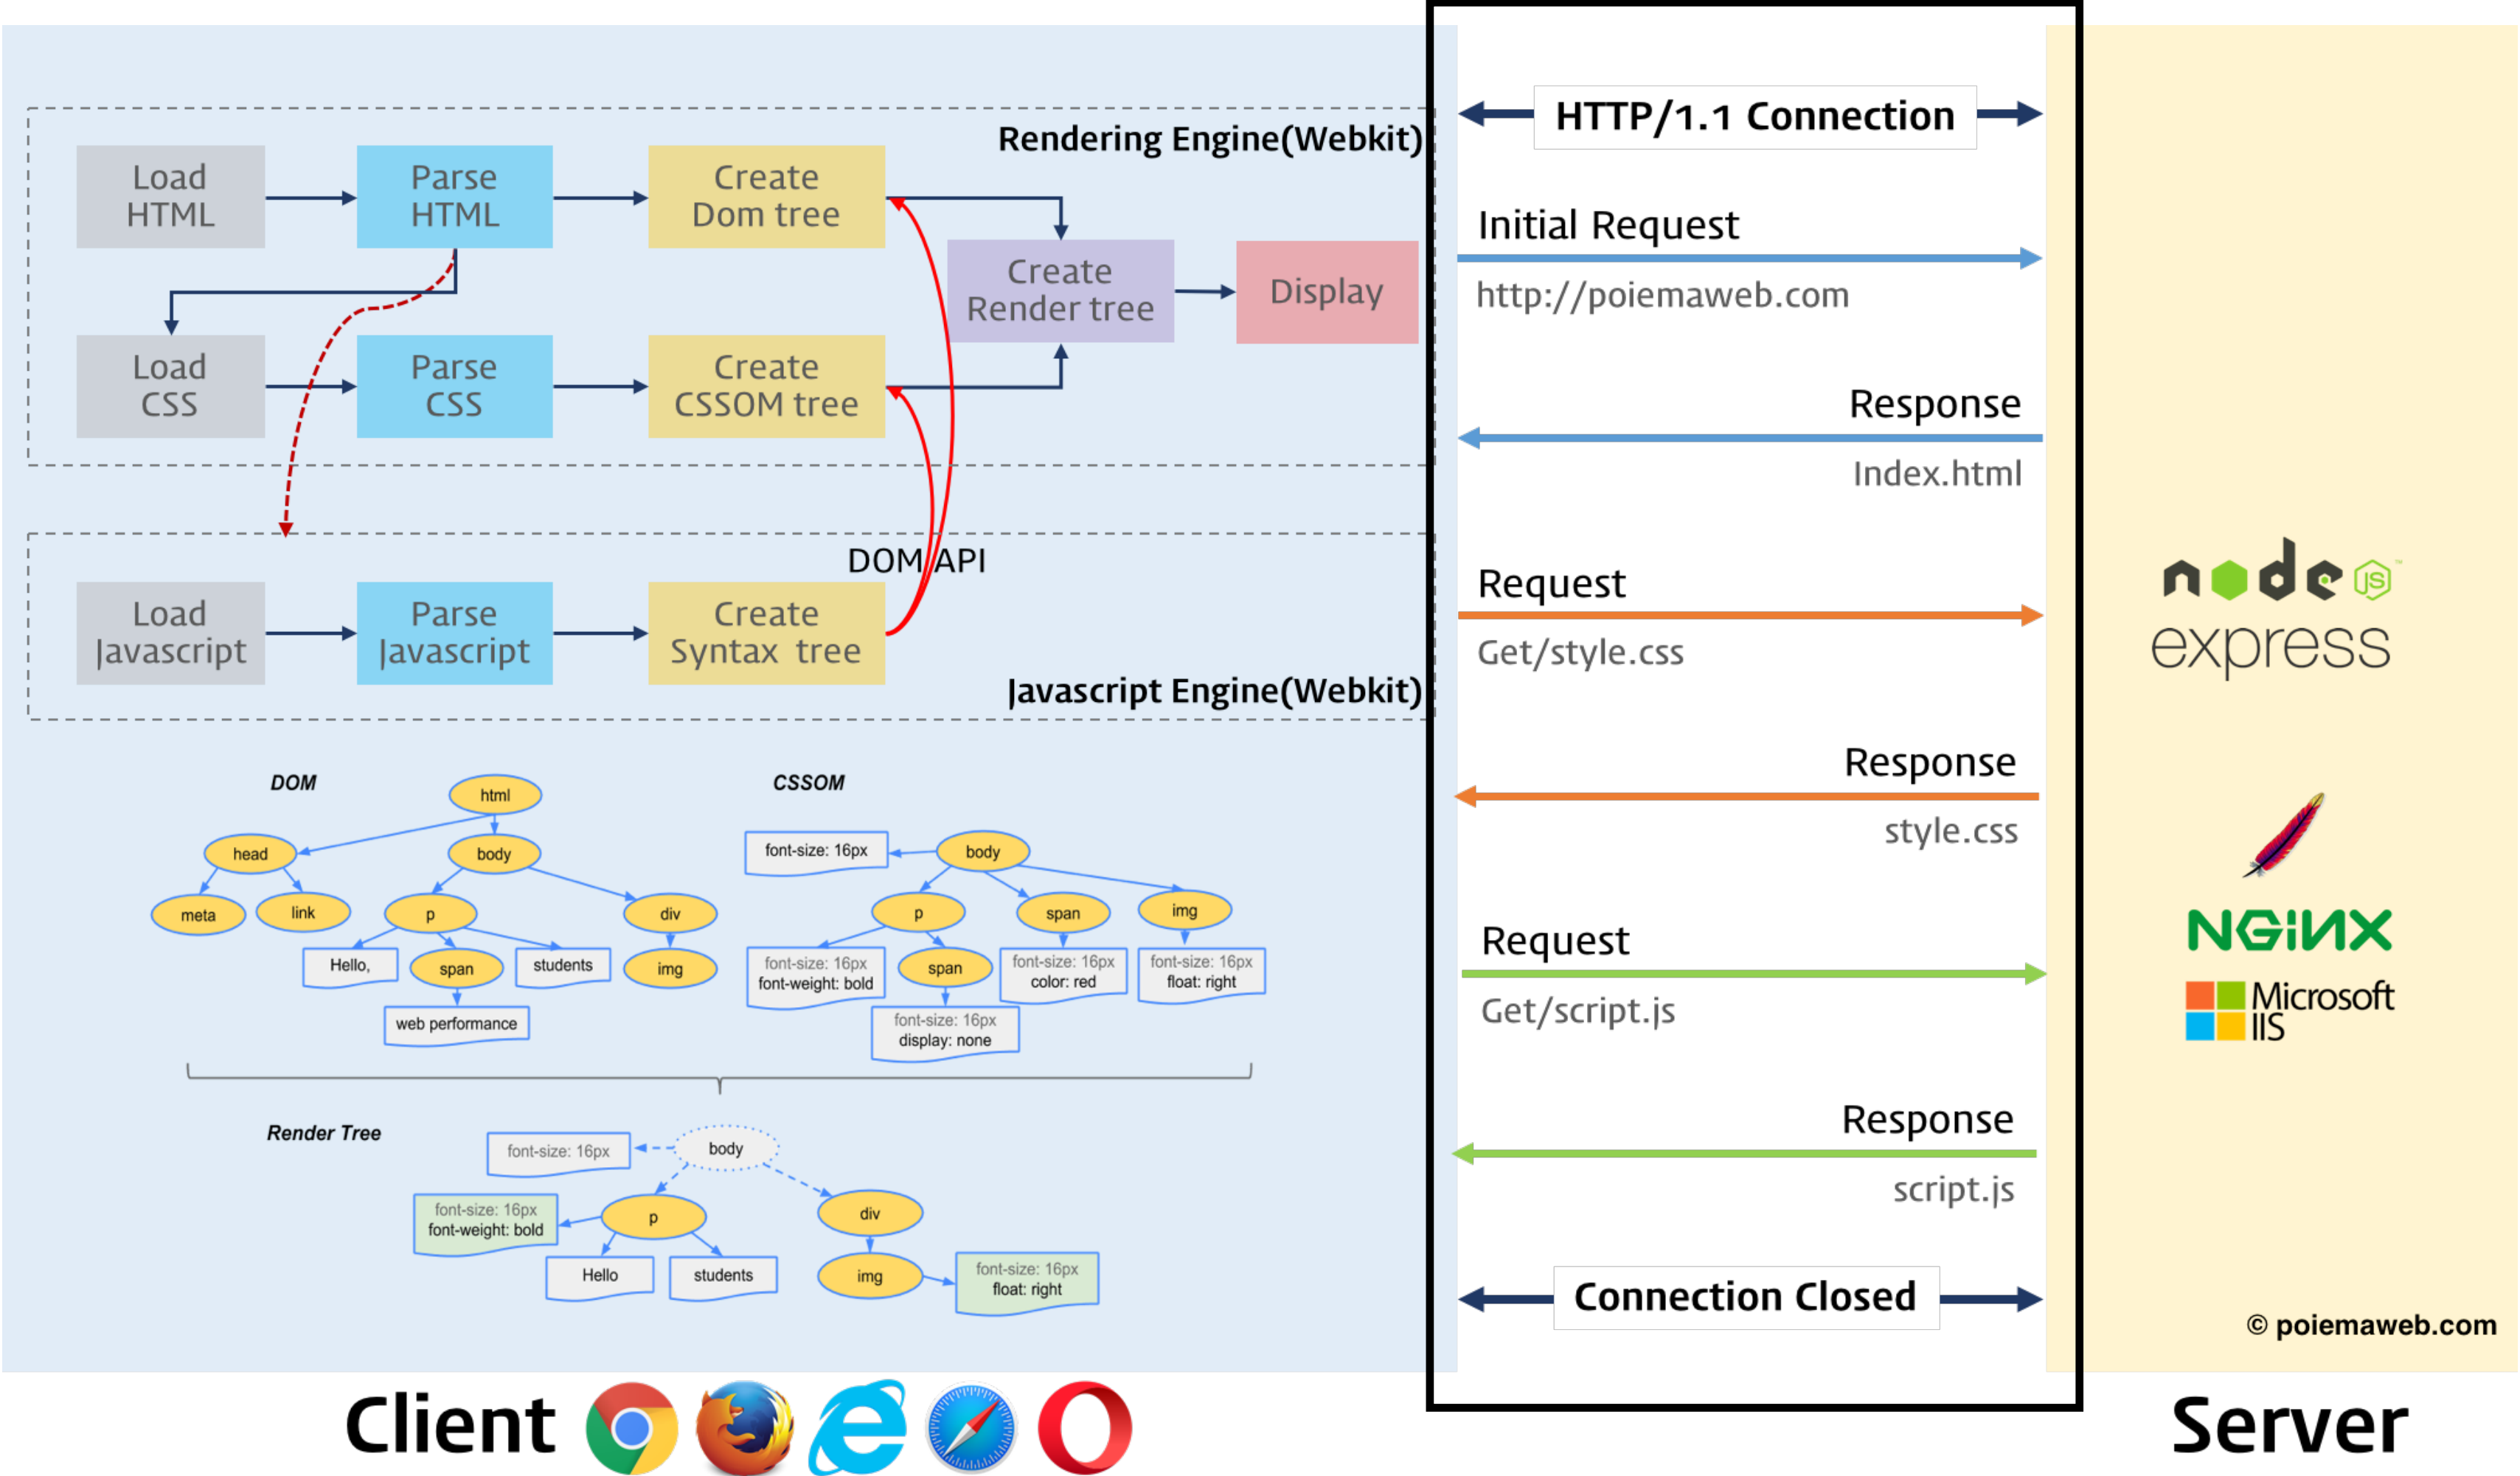 Rendering Engine(Webkit)
Load
HTML
Parse
HTML
Create
Dom tree
Create
Render tree
Display
Load
CSS
Parse
CSS
Create
CSSOM tree
DOM API
Load
Javascript
Parse
Javascript
Create
Syntax tree
Javascript Engine(Webkit)
DOM
html
head
body
meta
link
p
div
Hello,
span
students
img
web performance
CSSOM
font-size: 16px
body
p
span
img
font-size: 16px
font-weight: bold
span
font-size: 16px
color: red
font-size: 16px
float: right
font-size: 16px
display: none
Render Tree
font-size: 16px
body
font-size: 16px
font-weight: bold
p
div
Hello
students
img
font-size: 16px
float: right
Client
HTTP/1.1 Connection
Initial Request
http://poiemaweb.com
Response
Index.html
Request
Get/style.css
Response
style.css
Request
Get/script.js
Response
script.js
Connection Closed
node JS™
express
NGiNX
Microsoft
IIS
© poiemaweb.com
Server